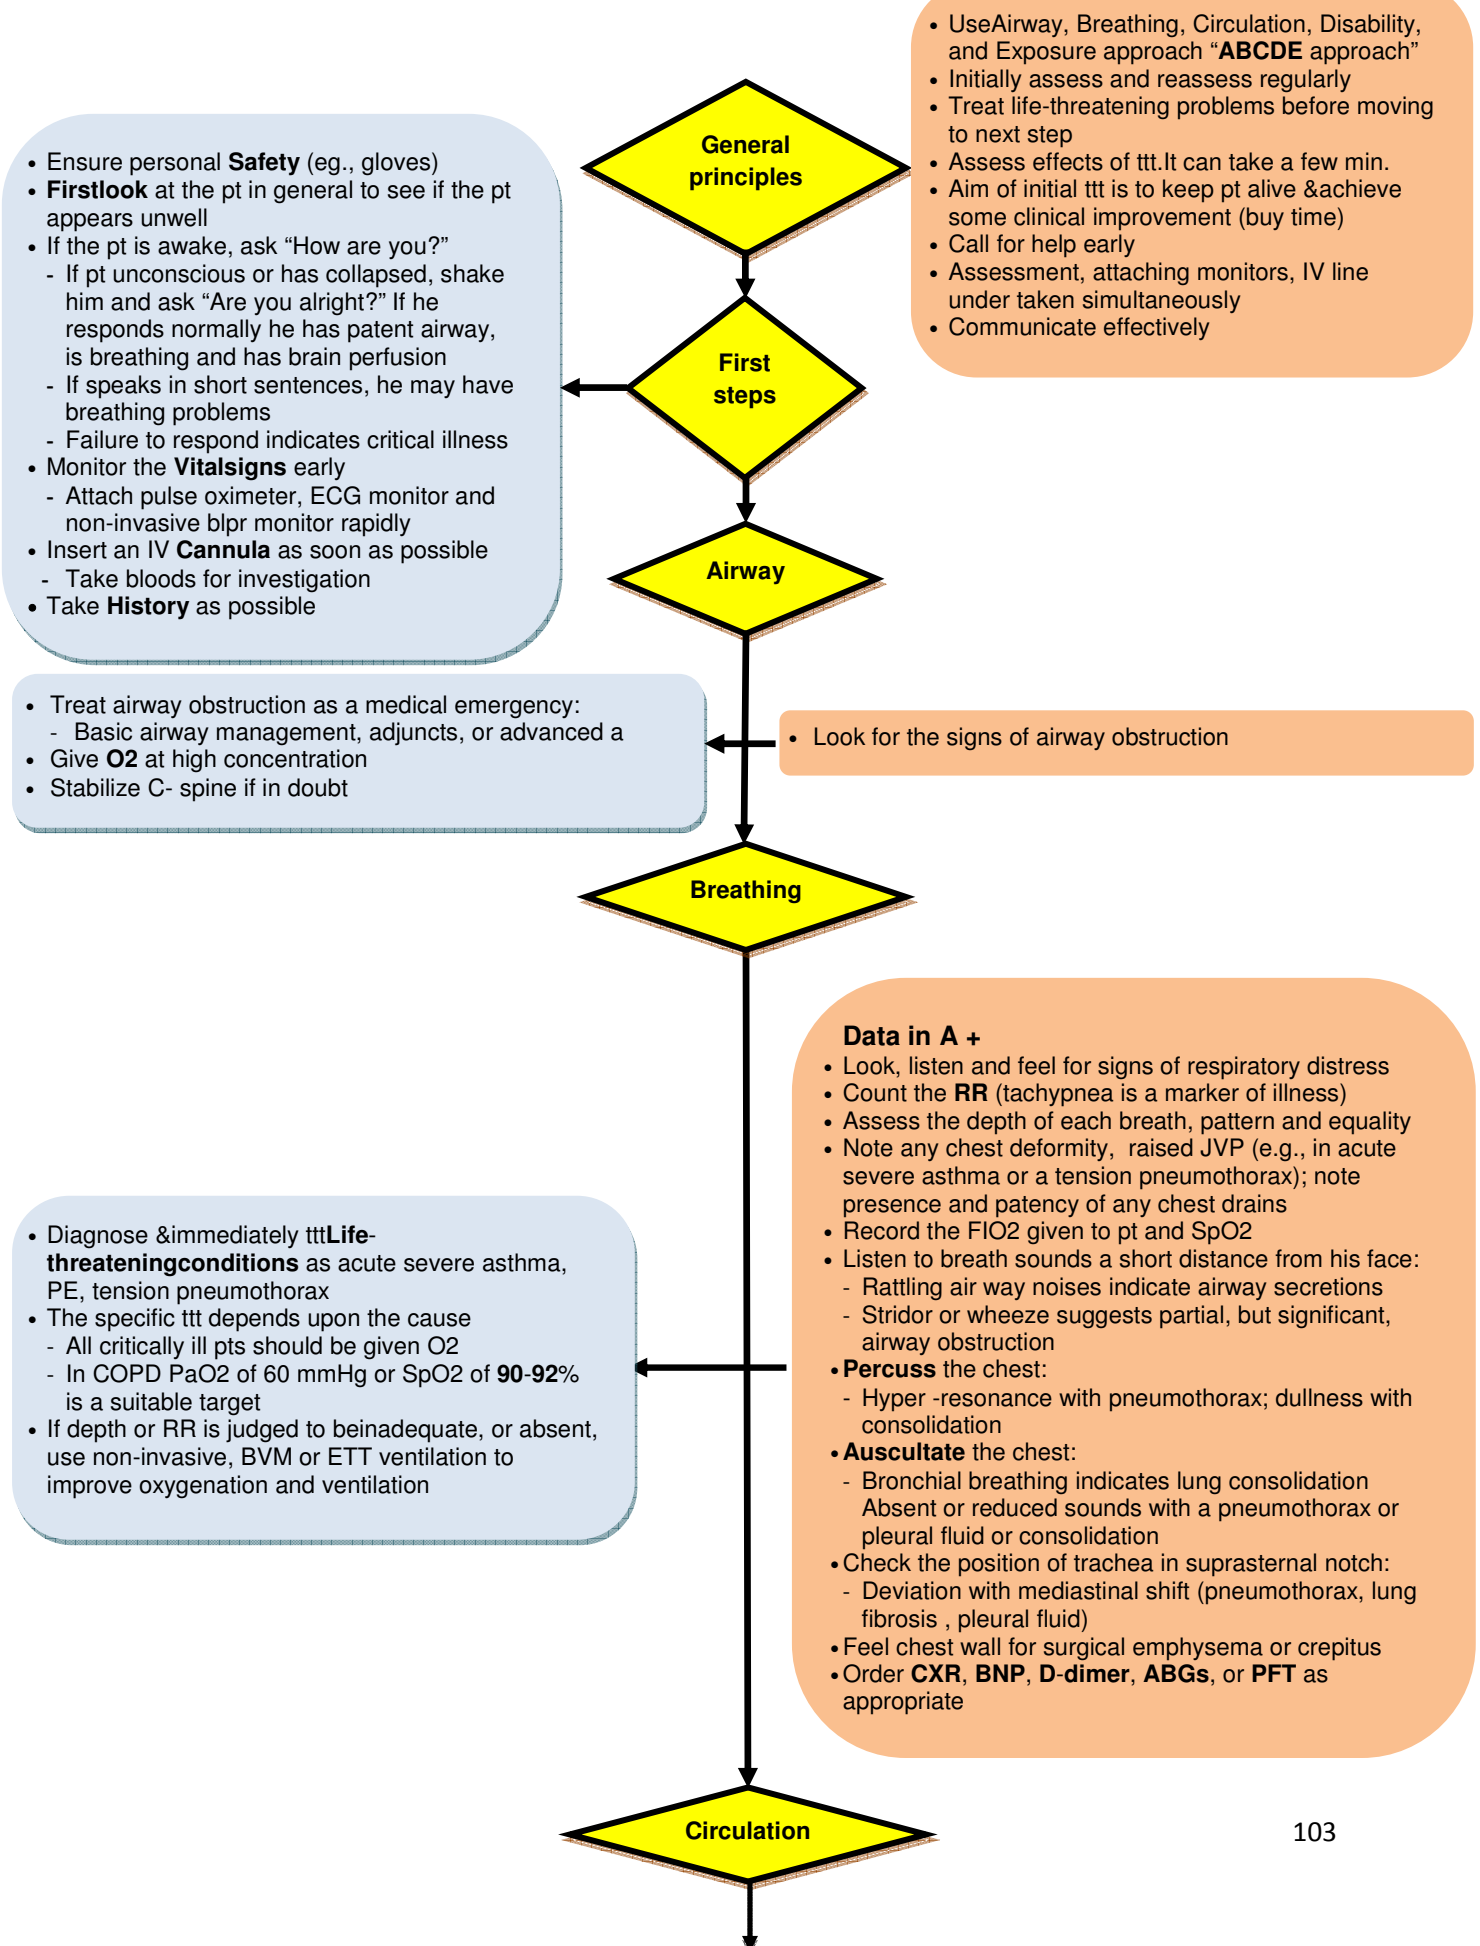 • UseAirway, Breathing, Circulation, Disability,
and Exposure approach “ABCDE approach”
• Initially assess and reassess regularly
• Treat life-threatening problems before moving
to next step
• Assess effects of ttt.It can take a few min.
• Aim of initial ttt is to keep pt alive &achieve
some clinical improvement (buy time)
• Call for help early
• Assessment, attaching monitors, IV line
under taken simultaneously
• Communicate effectively
General
principles
• Ensure personal Safety (eg., gloves)
• Firstlook at the pt in general to see if the pt
appears unwell
• If the pt is awake, ask “How are you?”
- If pt unconscious or has collapsed, shake
him and ask “Are you alright?” If he
responds normally he has patent airway,
is breathing and has brain perfusion
- If speaks in short sentences, he may have
breathing problems
- Failure to respond indicates critical illness
• Monitor the Vitalsigns early
- Attach pulse oximeter, ECG monitor and
non-invasive blpr monitor rapidly
• Insert an IV Cannula as soon as possible
- Take bloods for investigation
• Take History as possible
First
steps
Airway
• Treat airway obstruction as a medical emergency:
- Basic airway management, adjuncts, or advanced a
• Give O2 at high concentration
• Stabilize C- spine if in doubt
• Look for the signs of airway obstruction
Breathing
Data in A +
• Look, listen and feel for signs of respiratory distress
• Count the RR (tachypnea is a marker of illness)
• Assess the depth of each breath, pattern and equality
• Note any chest deformity, raised JVP (e.g., in acute
severe asthma or a tension pneumothorax); note
presence and patency of any chest drains
• Record the FIO2 given to pt and SpO2
• Listen to breath sounds a short distance from his face:
- Rattling air way noises indicate airway secretions
- Stridor or wheeze suggests partial, but significant,
airway obstruction
• Percuss the chest:
- Hyper -resonance with pneumothorax; dullness with
consolidation
• Auscultate the chest:
- Bronchial breathing indicates lung consolidation
Absent or reduced sounds with a pneumothorax or
pleural fluid or consolidation
• Check the position of trachea in suprasternal notch:
- Deviation with mediastinal shift (pneumothorax, lung
fibrosis , pleural fluid)
• Feel chest wall for surgical emphysema or crepitus
• Order CXR, BNP, D-dimer, ABGs, or PFT as
appropriate
• Diagnose &immediately tttLife-
threateningconditions as acute severe asthma,
PE, tension pneumothorax
• The specific ttt depends upon the cause
- All critically ill pts should be given O2
- In COPD PaO2 of 60 mmHg or SpO2 of 90-92%
is a suitable target
• If depth or RR is judged to beinadequate, or absent,
use non-invasive, BVM or ETT ventilation to
improve oxygenation and ventilation
Circulation
103